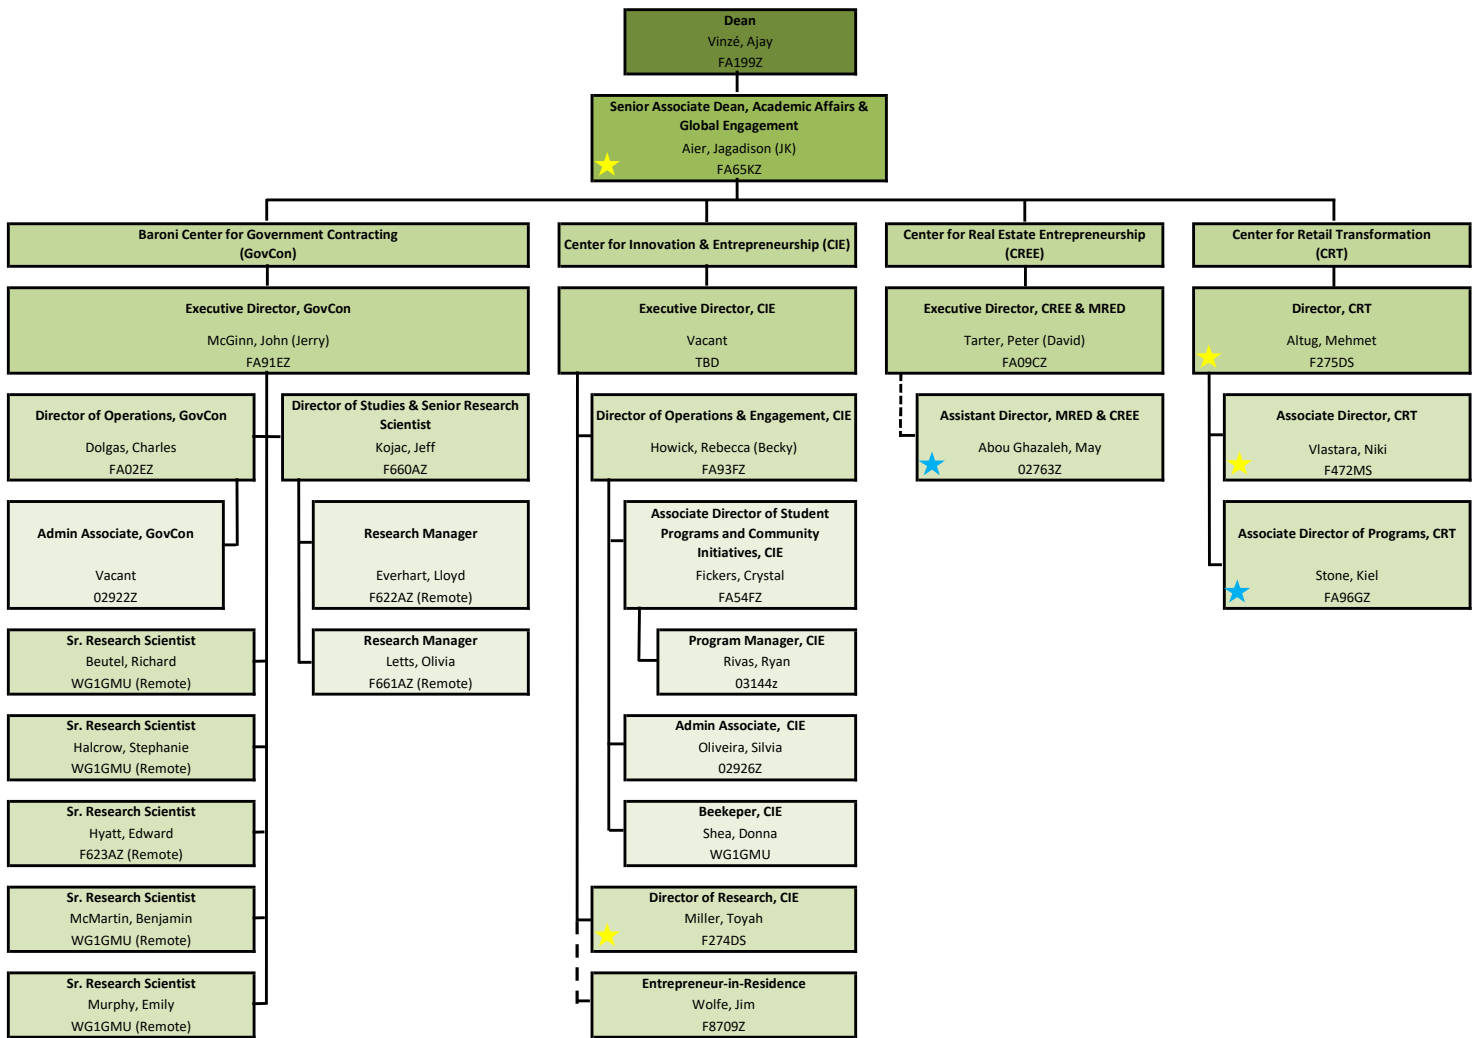 Dean
Vinzé, Ajay
FA199Z
Senior Associate Dean, Academic Affairs &
Global Engagement
Aier, Jagadison (JK)
FA65KZ
Baroni Center for Government Contracting
(GovCon)
Executive Director, GovCon
McGinn, John (Jerry)
FA91EZ
Director of Operations, GovCon
Dolgas, Charles
FA02EZ
Admin Associate, GovCon
Vacant
02922Z
Director of Studies & Senior Research
Scientist
Kojac, Jeff
F660AZ
Research Manager
Everhart, Lloyd
F622AZ (Remote)
Research Manager
Letts, Olivia
F661AZ (Remote)
Sr. Research Scientist
Beutel, Richard
WG1GMU (Remote)
Sr. Research Scientist
Halcrow, Stephanie
WG1GMU (Remote)
Sr. Research Scientist
Hyatt, Edward
F623AZ (Remote)
Sr. Research Scientist
McMartin, Benjamin
WG1GMU (Remote)
Sr. Research Scientist
Murphy, Emily
WG1GMU (Remote)
Center for Innovation & Entrepreneurship (CIE)
Executive Director, CIE
Vacant
TBD
Director of Operations & Engagement, CIE
Howick, Rebecca (Becky)
FA93FZ
Associate Director of Student
Programs and Community
Initiatives, CIE
Fickers, Crystal
FA54FZ
Program Manager, CIE
Rivas, Ryan
03144z
Admin Associate, CIE
Oliveira, Silvia
02926Z
Beekeper, CIE
Shea, Donna
WG1GMU
Director of Research, CIE
Miller, Toyah
F274DS
Entrepreneur-in-Residence
Wolfe, Jim
F8709Z
Center for Real Estate Entrepreneurship
(CREE)
Executive Director, CREE & MRED
Tarter, Peter (David)
FA09CZ
Assistant Director, MRED & CREE
Abou Ghazaleh, May
02763Z
Center for Retail Transformation
(CRT)
Director, CRT
Altug, Mehmet
F275DS
Associate Director, CRT
Vlastara, Niki
F472MS
Associate Director of Programs, CRT
Stone, Kiel
FA96GZ